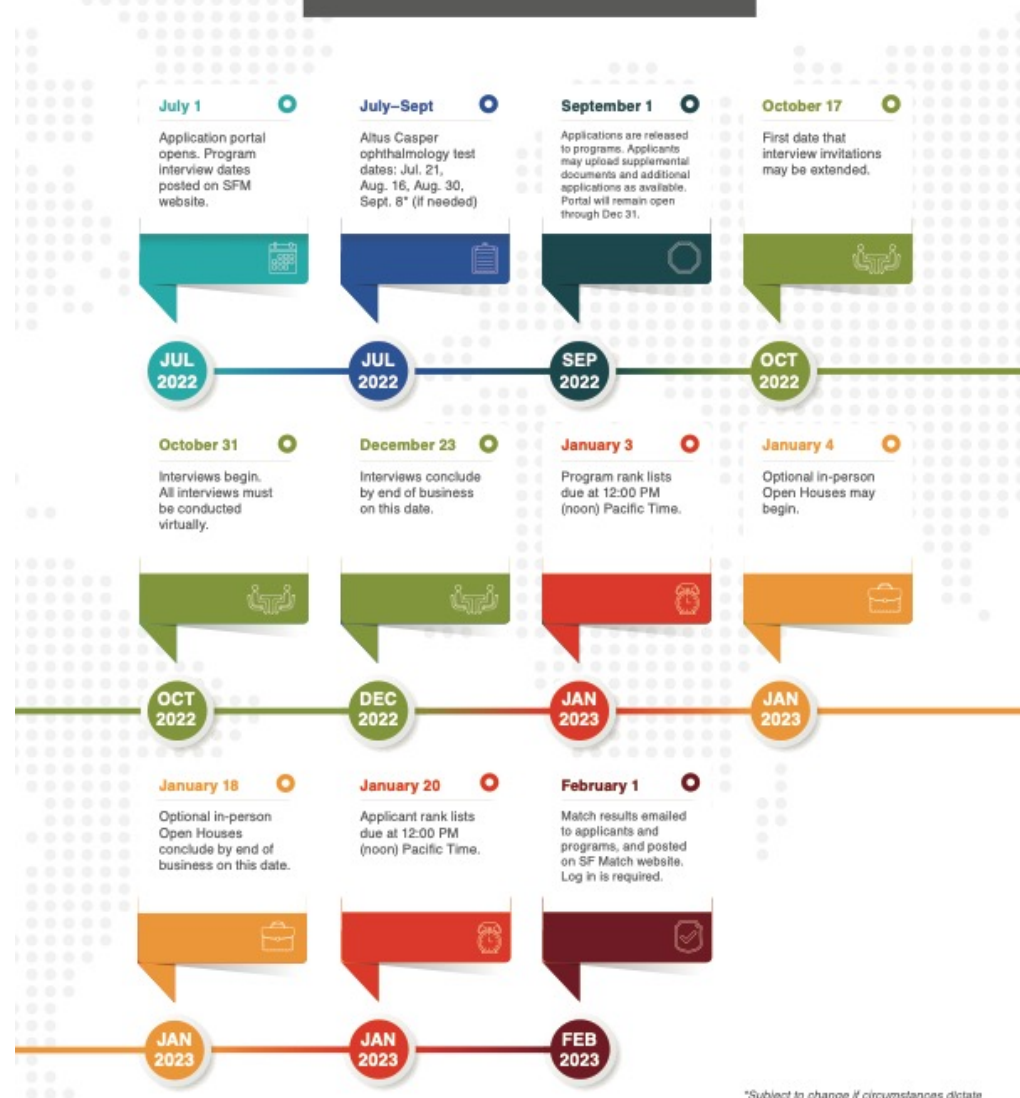 July 1
Application portal
opens. Program
interview dates
posted on SFM
website.
JUL
2022
July–Sept
Altus Casper
ophthalmology test
dates: Jul. 21,
Aug. 16, Aug. 30,
Sept. 8* (if needed)
JUL
2022
September 1
Applications are released
to programs. Applicants
may upload supplemental
documents and additional
applications as available.
Portal will remain open
through Dec 31.
SEP
2022
October 17
First date that
interview invitations
may be extended.
OCT
2022
October 31
Interviews begin.
All interviews must
be conducted
virtually.
OCT
2022
December 23
Interviews conclude
by end of business
on this date.
DEC
2022
January 3
Program rank lists
due at 12:00 PM
(noon) Pacific Time.
JAN
2023
January 4
Optional in-person
Open Houses may
begin.
JAN
2023
January 18
Optional in-person
Open Houses
conclude by end of
business on this date.
JAN
2023
January 20
Applicant rank lists
due at 12:00 PM
(noon) Pacific Time.
JAN
2023
February 1
Match results emailed
to applicants and
programs, and posted
on SF Match website.
Log in is required.
FEB
2023
*Subject to change if circumstances dictate